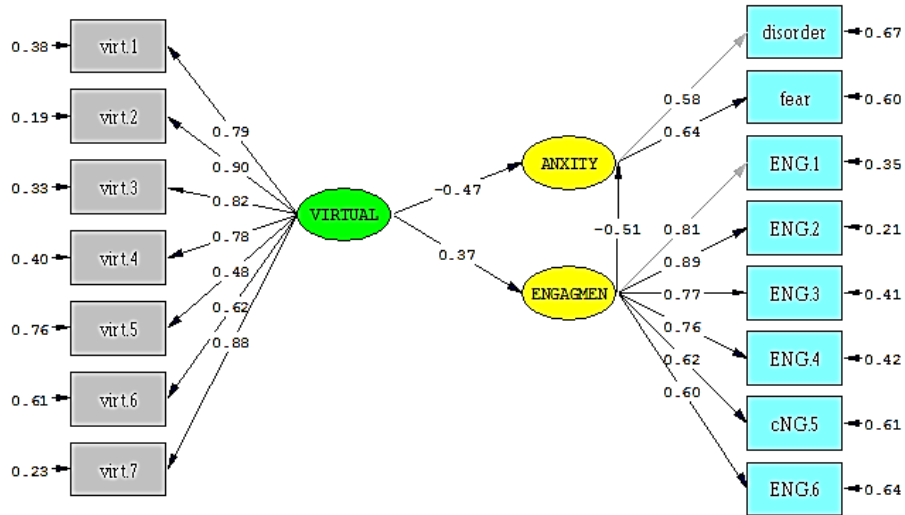 0.38 virt.1
0.19 virt.2
0.33 virt.3
0.40 virt.4
0.76 virt.5
0.61 virt.6
0.23 virt.7
0.79
0.90
0.82
0.78
0.48
0.62
0.88
VIRTUAL
-0.47
0.37
ANXITY
-0.51
ENGAGMEN
0.58
0.64
0.81
0.89
0.77
0.76
0.62
0.60
disorder 0.67
fear 0.60
ENG.1 0.35
ENG.2 0.21
ENG.3 0.41
ENG.4 0.42
cNG.5 0.61
ENG.6 0.64